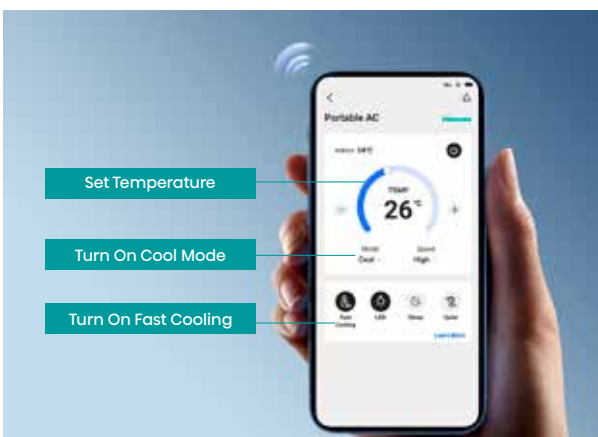 Portable AC
Set Temperature
TEMP
26°C
Turn On Cool Mode
Mode
Speed
Cool
High
Turn On Fast Cooling
Fast
Cooling
LED
Sleep
Quiet
Learn More